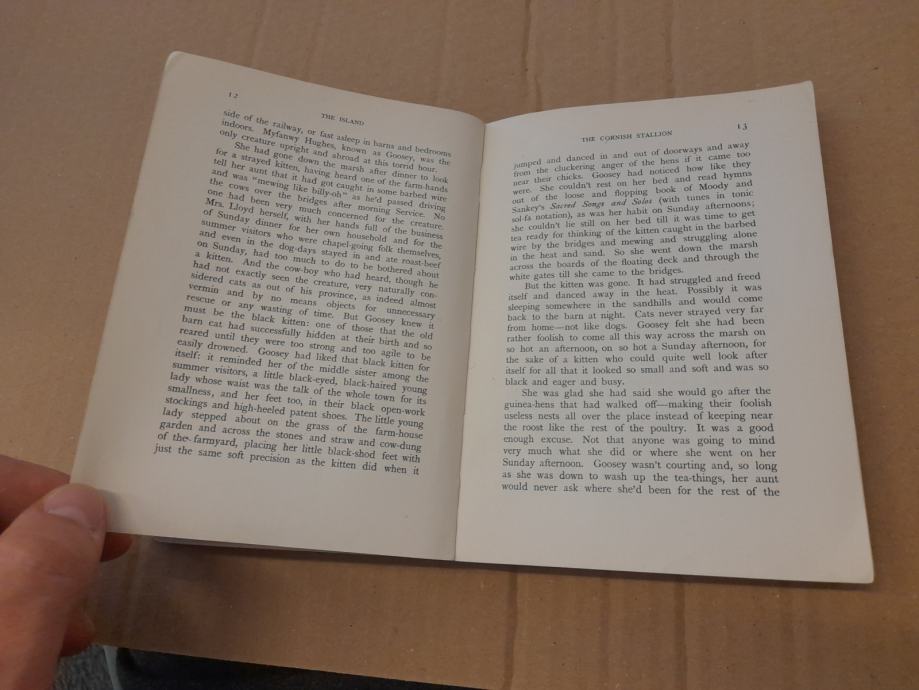 12
THE ISLAND
side of the railway, or fast asleep in barns and bedrooms
indoors. Myfanwy Hughes, known as Goosey, was the
only creature upright and abroad at this torrid hour.
She had gone down the marsh after dinner to look
for a strayed kitten, having heard one of the farm-hands
tell her aunt that it had got caught in some barbed wire
and was “mewing like billy-oh” as he'd passed driving
the cows over the bridges after morning Service. No
one had been very much concerned for the creature.
Mrs. Lloyd herself, with her hands full of the business
of Sunday dinner for her own household and for the
summer visitors who were chapel-going folk themselves,
and even in the dog-days stayed in and ate roast-beef
on Sunday, had too much to do to be bothered about
a kitten. And the cow-boy who had heard, though he
had not exactly seen the creature, very naturally con-
sidered cats as out of his province, as indeed almost
vermin and by no means objects for unnecessary
rescue or any wasting of time. But Goosey knew it
must be the black kitten: one of those that the old
barn cat had successfully hidden at their birth and so
reared until they were too strong and too agile to be
easily drowned. Goosey had liked that black kitten for
itself: it reminded her of the middle sister among the
summer visitors, a little black-eyed, black-haired young
lady whose waist was the talk of the whole town for its
smallness, and her feet too, in their black open-work
stockings and high-heeled patent shoes. The little young
lady stepped about on the grass of the farm-house
garden and across the stones and straw and cow-dung
of the farmyard, placing her little black-shod feet with
just the same soft precision as the kitten did when it
THE CORNISH STALLION
13
jumped and danced in and out of doorways and away
from the cluckering anger of the hens if it came too
near their chicks. Goosey had noticed how like they
were. She couldn't rest on her bed and read hymns
out of the loose and flopping book of Moody and
Sankey's Sacred Songs and Solos (with tunes in tonic
sol-fa notation), as was her habit on Sunday afternoons;
she couldn't lie still on her bed till it was time to get
tea ready for thinking of the kitten caught in the barbed
wire by the bridges and mewing and struggling alone
in the heat and sand. So she went down the marsh
across the boards of the floating deck and through the
white gates till she came to the bridges.
But the kitten was gone. It had struggled and freed
itself and danced away in the heat. Possibly it was
sleeping somewhere in the sandhills and would come
back to the barn at night. Cats never strayed very far
from home—not like dogs. Goosey felt she had been
rather foolish to come all this way across the marsh on
so hot an afternoon, on so hot a Sunday afternoon, for
the sake of a kitten who could quite well look after
itself for all that it looked so small and soft and was so
black and eager and busy.
She was glad she had said she would go after the
guinea-hens that had walked off—making their foolish
useless nests all over the place instead of keeping near
the roost like the rest of the poultry. It was a good
enough excuse. Not that anyone was going to mind
very much what she did or where she went on her
Sunday afternoon. Goosey wasn't courting and, so long
as she was down to wash up the tea-things, her aunt
would never ask where she'd been for the rest of the